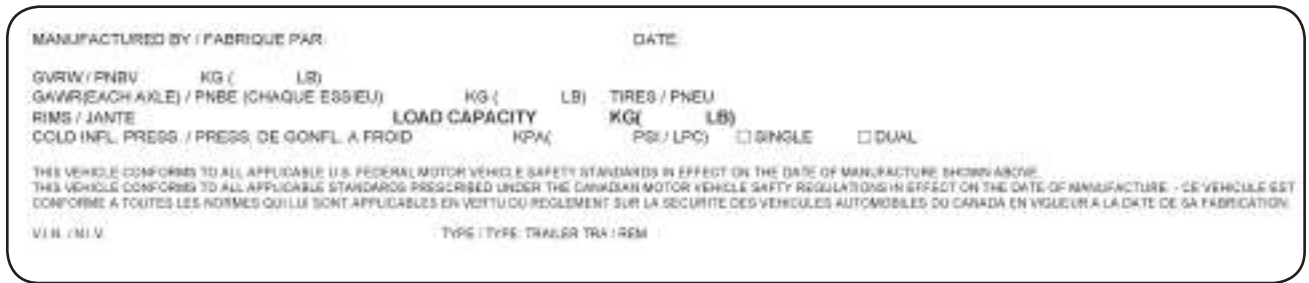 MANUFACTURED BY / FABRIQUE PAR: DATE:
GVRW / PNBV KG ( LB)
GAWR(EACH AXLE) / PNBE (CHAQUE ESSIEU) KG ( LB) TIRES / PNEU
RIMS / JANTE LOAD CAPACITY KG( LB)
COLD INFL. PRESS. / PRESS. DE GONFL. A FROID KPA( PSI / LPC) ☐ SINGLE ☐ DUAL
THIS VEHICLE CONFORMS TO ALL APPLICABLE U.S. FEDERAL MOTOR VEHICLE SAFETY STANDARDS IN EFFECT ON THE DATE OF MANUFACTURE SHOWN ABOVE.
THIS VEHICLE CONFORMS TO ALL APPLICABLE STANDARDS PRESCRIBED UNDER THE CANADIAN MOTOR VEHICLE SAFTY REGULATIONS IN EFFECT ON THE DATE OF MANUFACTURE. - CE VEHICULE EST
CONFORME A TOUTES LES NORMES QUI LUI SONT APPLICABLES EN VERTU DU REGLEMENT SUR LA SECURITE DES VEHICULES AUTOMOBILES DU CANADA EN VIGUEUR A LA DATE DE SA FABRICATION.
V.I.N. / N.I.V. TYPE / TYPE: TRAILER TRA / REM